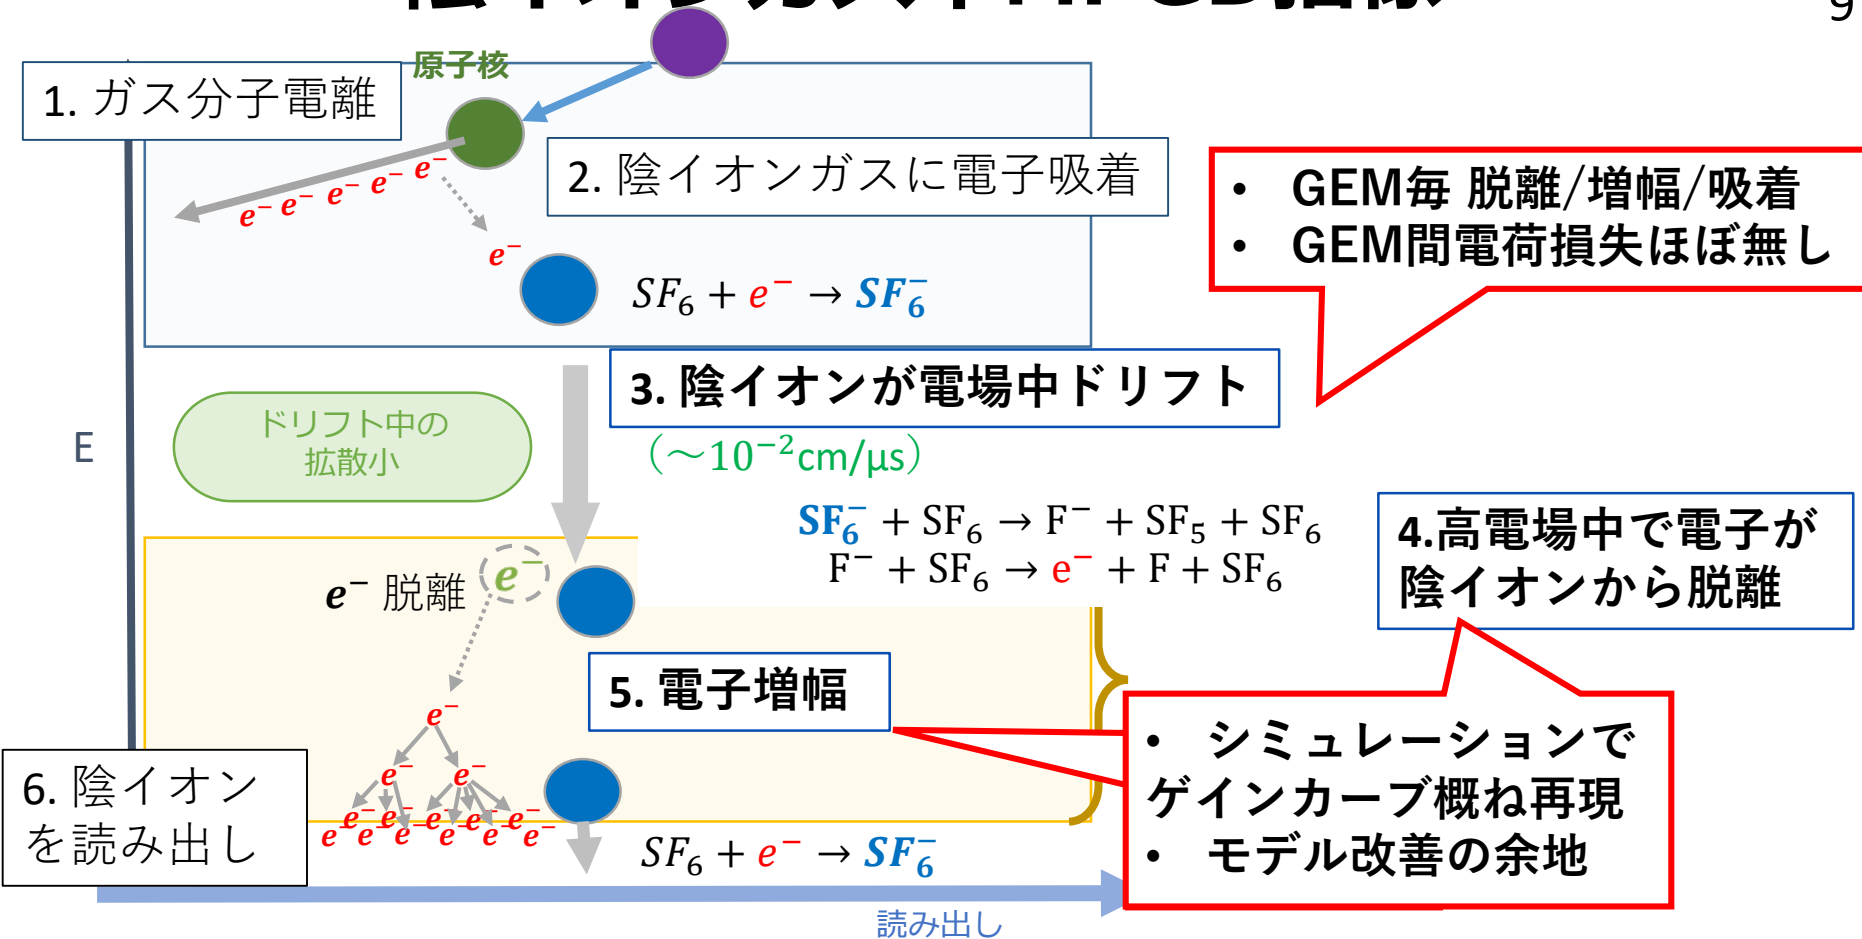 9
原子核
1. ガス分子電離
2. 陰イオンガスに電子吸着
e⁻ e⁻ e⁻ e⁻ e⁻
e⁻
SF₆ + e⁻ → SF₆⁻
• GEM毎 脱離/増幅/吸着
• GEM間電荷損失ほぼ無し
3. 陰イオンが電場中ドリフト
(~10⁻²cm/μs)
ドリフト中の
拡散小
E
SF₆⁻ + SF₆ → F⁻ + SF₅ + SF₆
F⁻ + SF₆ → e⁻ + F + SF₆
4.高電場中で電子が
陰イオンから脱離
e⁻ 脱離 e⁻
5. 電子増幅
e⁻
e⁻ e⁻
e⁻ e⁻ e⁻ e⁻ e⁻
e⁻ e⁻ e⁻ e⁻ e⁻ e⁻
• シミュレーションで
ゲインカーブ概ね再現
• モデル改善の余地
6. 陰イオン
を読み出し
SF₆ + e⁻ → SF₆⁻
読み出し